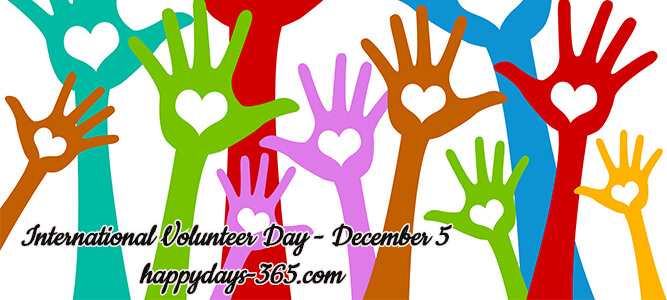 International Volunteer Day - December 5
happydays-365.com